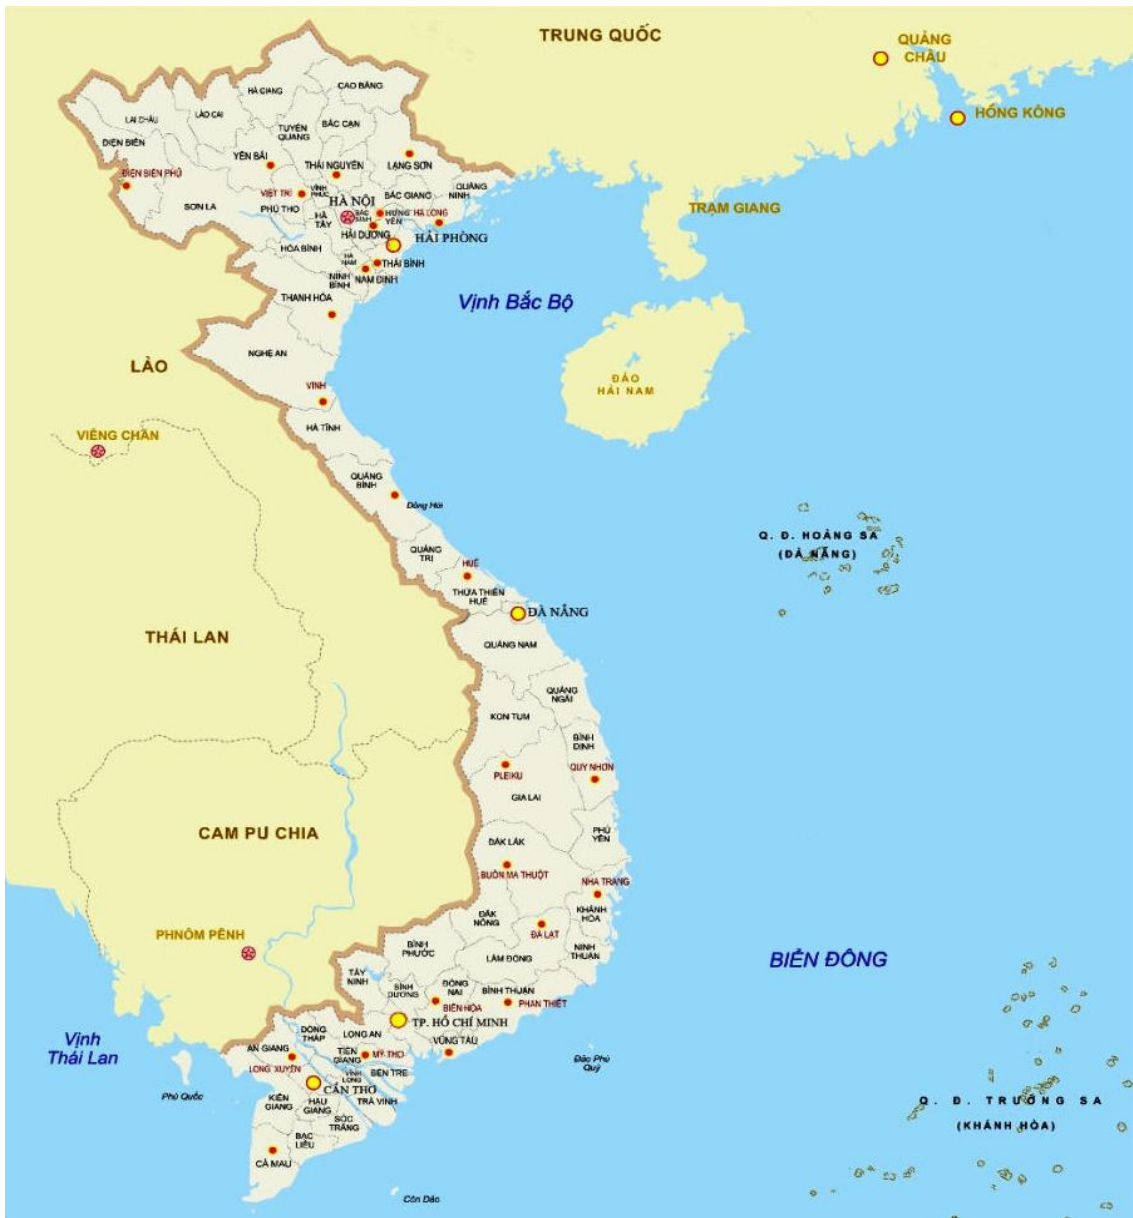 TRUNG QUỐC
QUẢNG
CHÂU
HỒNG KÔNG
TRẠM GIANG
CAO BẰNG
HÀ GIANG
LÀO CAI
LAI CHÂU
ĐIỆN BIÊN
TUYÊN
QUANG
BẮC CẠN
YÊN BÁI
THÁI NGUYÊN
LẠNG SƠN
ĐIỆN BIÊN PHỦ
VIỆT TRÌ
VĨNH
PHÚC
BẮC GIANG
QUẢNG
NINH
SƠN LA
PHÚ THỌ
HÀ NỘI
HÀ
TÂY
BẮC
NINH
HƯNG
YÊN
HẠ LONG
HẢI DƯƠNG
HẢI PHÒNG
HÒA BÌNH
HÀ
NAM
THÁI BÌNH
NINH
BÌNH
NAM ĐỊNH
THANH HÓA
Vịnh Bắc Bộ
NGHỆ AN
LÀO
ĐẢO
HẢI NAM
VINH
HÀ TĨNH
VIÊNG CHĂN
QUẢNG
BÌNH
Đồng Hới
Q. Đ. HOÀNG SA
(ĐÀ NẴNG)
QUẢNG
TRỊ
HUẾ
THỪA THIÊN
HUẾ
ĐÀ NẴNG
THÁI LAN
QUẢNG NAM
QUẢNG
NGÃI
KON TUM
BÌNH
ĐỊNH
PLEIKU
QUY NHƠN
GIA LAI
CAM PU CHIA
PHÚ
YÊN
ĐẮK LẮK
BUÔN MA THUỘT
NHA TRANG
KHÁNH
HÒA
ĐẮK
NÔNG
ĐÀ LẠT
PHNÔM PÊNH
BÌNH
PHƯỚC
LÂM ĐỒNG
NINH
THUẬN
BIỂN ĐÔNG
TÂY
NINH
BÌNH
DƯƠNG
ĐỒNG
NAI
BÌNH THUẬN
BIÊN HÒA
PHAN THIẾT
TP. HỒ CHÍ MINH
ĐỒNG
THÁP
LONG AN
VŨNG TÀU
Vịnh
Thái Lan
AN GIANG
TIỀN
GIANG
MỸ THO
LONG XUYÊN
VĨNH
LONG
BẾN TRE
Đảo Phú
Quý
Phú Quốc
CẦN THƠ
KIÊN
GIANG
HẬU
GIANG
TRÀ VINH
SÓC
TRĂNG
Q. Đ. TRƯỜNG SA
(KHÁNH HÒA)
BẠC
LIÊU
CÀ MAU
Côn Đảo